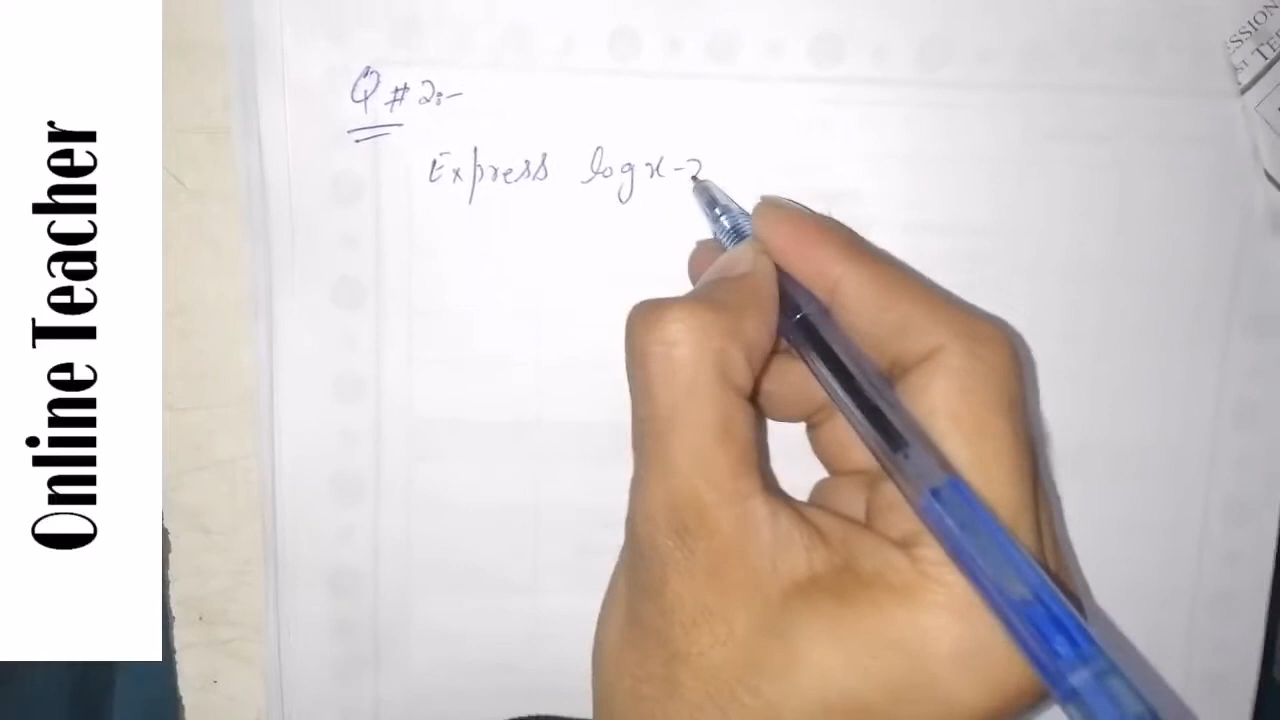 Online Teacher
Q # 2:-
Express log x - 2